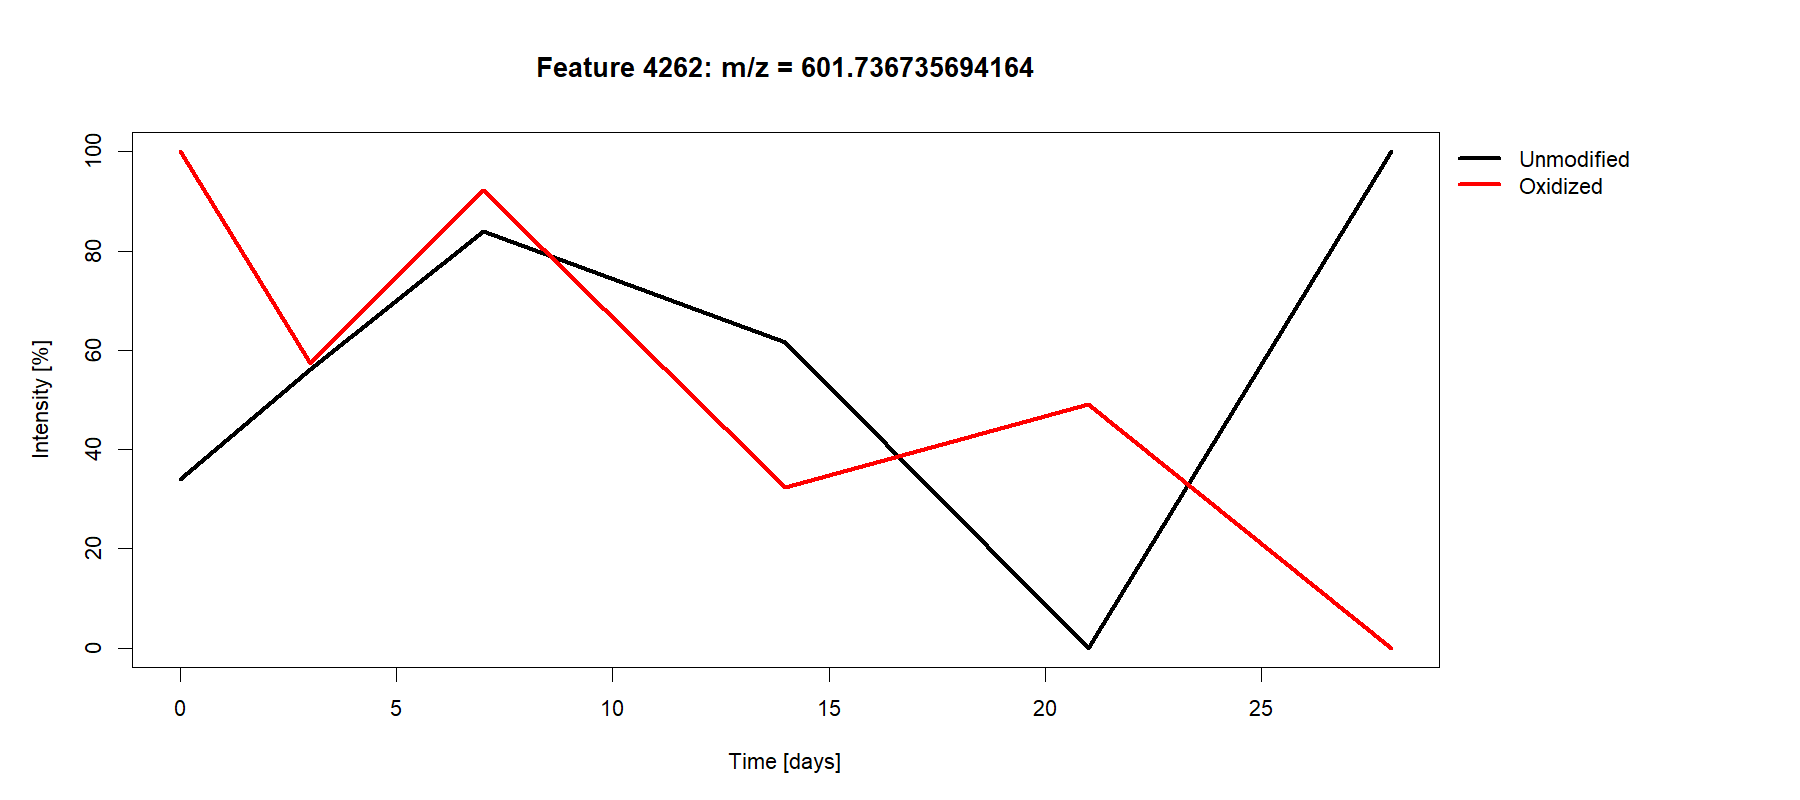 Feature 4262: m/z = 601.736735694164
Unmodified
Oxidized
Intensity [%]
100
80
60
40
20
0
0 5 10 15 20 25
Time [days]